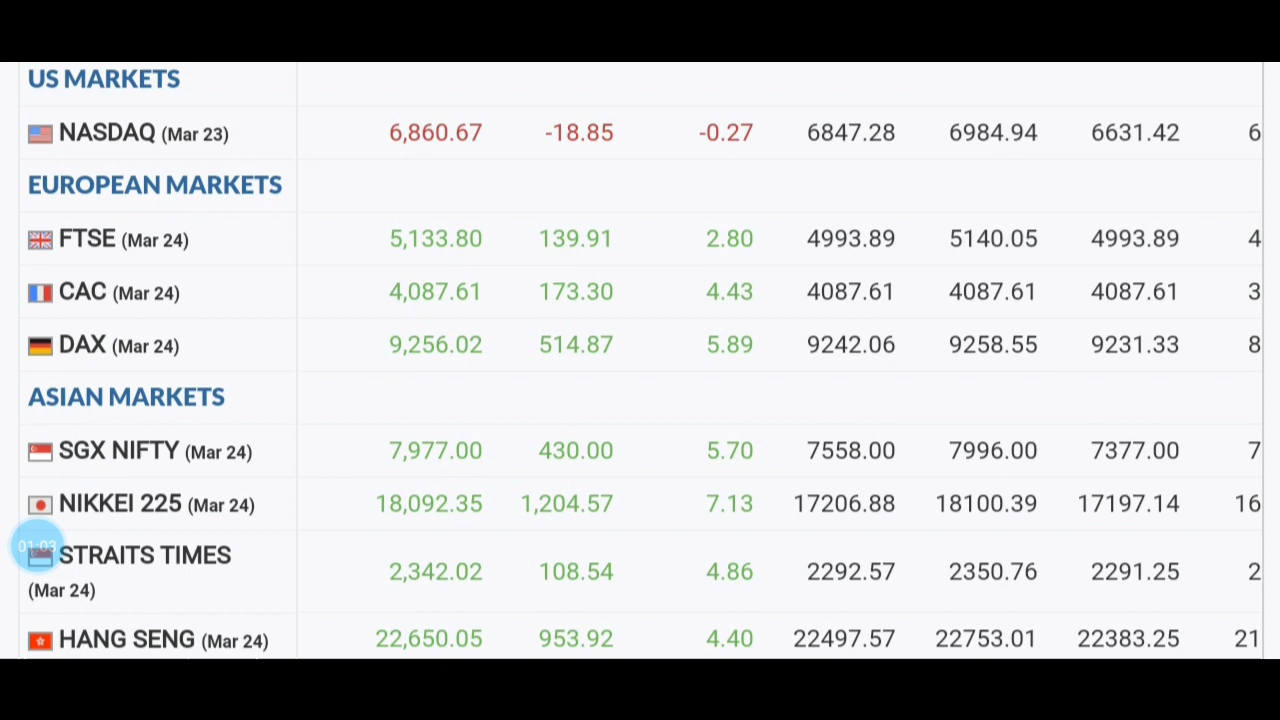 US MARKETS
NASDAQ (Mar 23) 6,860.67 -18.85 -0.27 6847.28 6984.94 6631.42 6
EUROPEAN MARKETS
FTSE (Mar 24) 5,133.80 139.91 2.80 4993.89 5140.05 4993.89 4
CAC (Mar 24) 4,087.61 173.30 4.43 4087.61 4087.61 4087.61 3
DAX (Mar 24) 9,256.02 514.87 5.89 9242.06 9258.55 9231.33 8
ASIAN MARKETS
SGX NIFTY (Mar 24) 7,977.00 430.00 5.70 7558.00 7996.00 7377.00 7
NIKKEI 225 (Mar 24) 18,092.35 1,204.57 7.13 17206.88 18100.39 17197.14 16
01:03
STRAITS TIMES
(Mar 24) 2,342.02 108.54 4.86 2292.57 2350.76 2291.25 2
HANG SENG (Mar 24) 22,650.05 953.92 4.40 22497.57 22753.01 22383.25 21